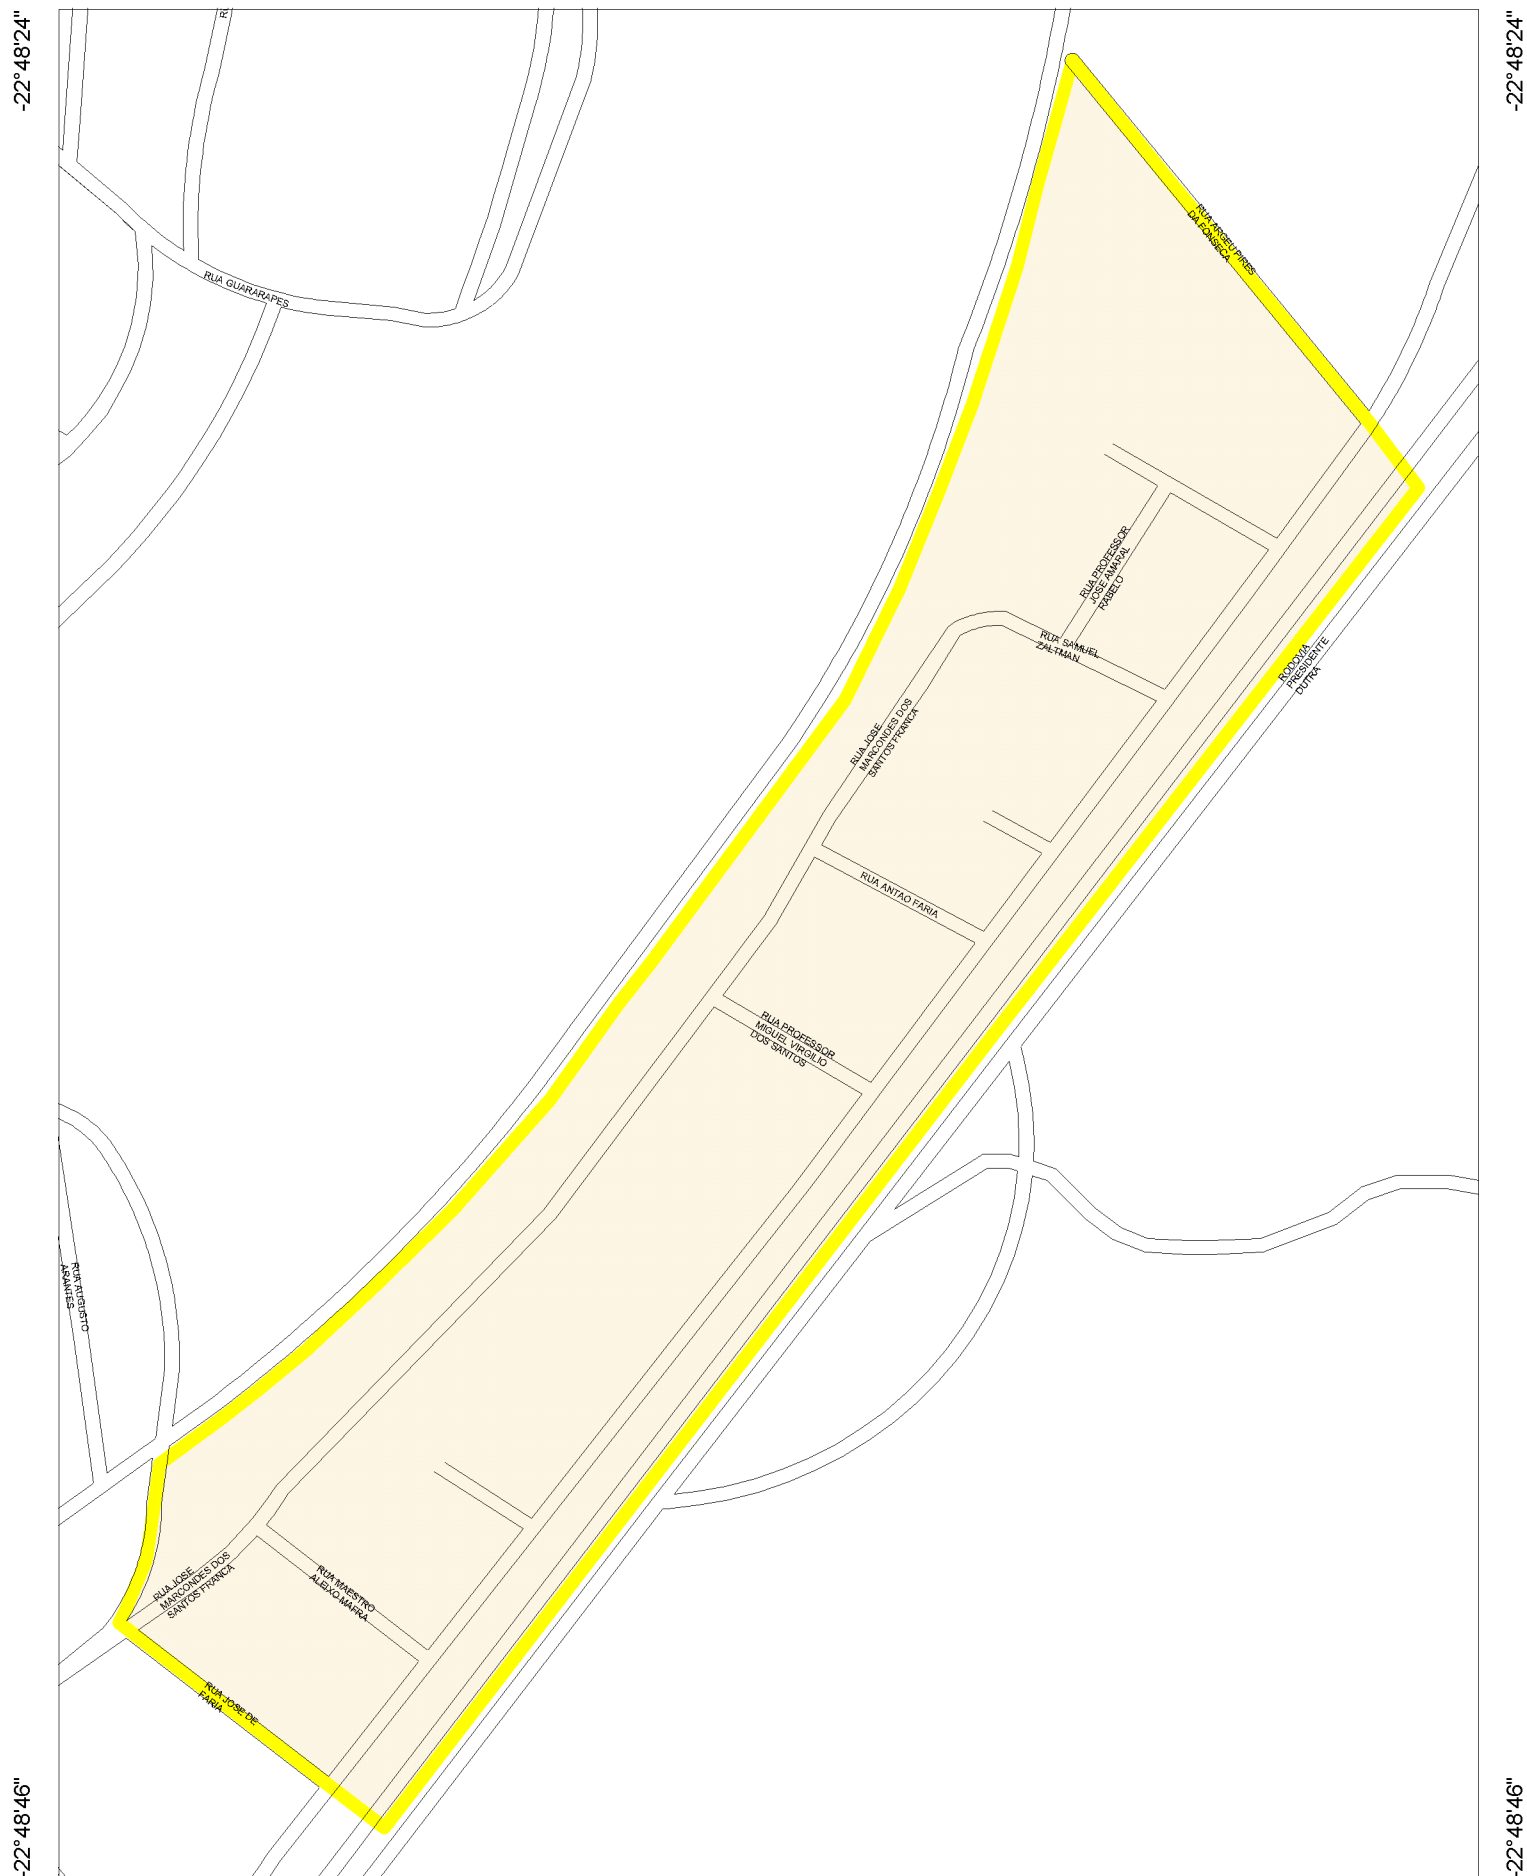 -22°48'24"
-22°48'24"
RUA ARGEU PIRES
DA FONSECA
RUA GUARARAPES
RUA PROFESSOR
JOSE AMARAL
RABELO
RUA SAMUEL
ZALTMAN
RODOVIA
PRESIDENTE
DUTRA
RUA JOSE
MARCONDES DOS
SANTOS FRANCA
RUA ANTAO FARIA
RUA PROFESSOR
MIGUEL VIRGILIO
DOS SANTOS
RUA AUGUSTO
ARANTES
RUA JOSE
MARCONDES DOS
SANTOS FRANCA
RUA MAESTRO
ALEIXO MAFRA
RUA JOSE DE
FARIA
-22°48'46"
-22°48'46"